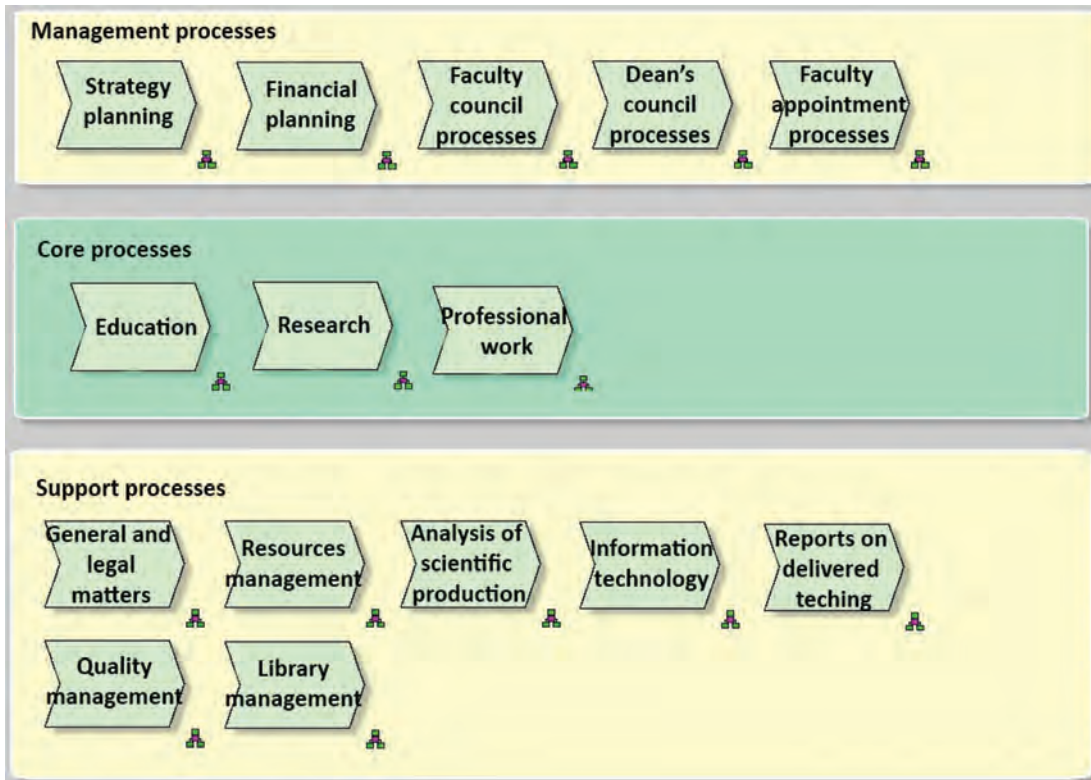 Management processes
Strategy
planning
Financial
planning
Faculty
council
processes
Dean's
council
processes
Faculty
appointment
processes
Core processes
Education
Research
Professional
work
Support processes
General and
legal
matters
Resources
management
Analysis of
scientific
production
Information
technology
Reports on
delivered
teching
Quality
management
Library
management